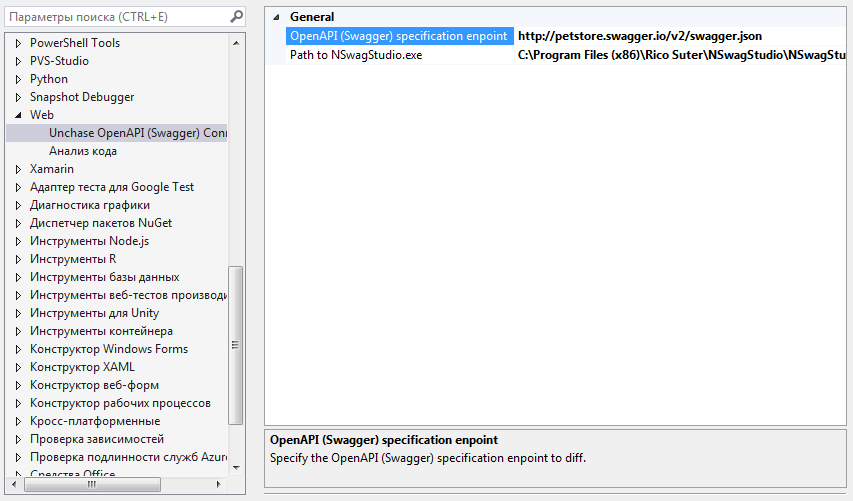 Параметры поиска (CTRL+E)
PowerShell Tools
PVS-Studio
Python
Snapshot Debugger
Web
Unchase OpenAPI (Swagger) Con
Анализ кода
Xamarin
Адаптер теста для Google Test
Диагностика графики
Диспетчер пакетов NuGet
Инструменты Node.js
Инструменты R
Инструменты базы данных
Инструменты веб-тестов производи
Инструменты для Unity
Инструменты контейнера
Конструктор Windows Forms
Конструктор XAML
Конструктор веб-форм
Конструктор рабочих процессов
Кросс-платформенные
Проверка зависимостей
Проверка подлинности служб Azure
Средства Office
General
OpenAPI (Swagger) specification enpoint http://petstore.swagger.io/v2/swagger.json
Path to NSwagStudio.exe C:\Program Files (x86)\Rico Suter\NSwagStudio\NSwagStu
OpenAPI (Swagger) specification enpoint
Specify the OpenAPI (Swagger) specification enpoint to diff.